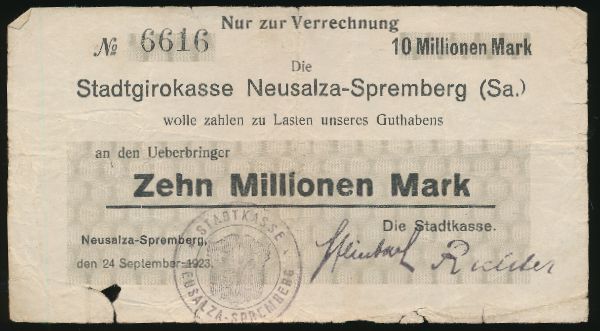 Nur zur Verrechnung
№ 6616
10 Millionen Mark
Die
Stadtgirokasse Neusalza-Spremberg (Sa.)
wolle zahlen zu Lasten unseres Guthabens
an den Ueberbringer
Zehn Millionen Mark
Die Stadtkasse.
Neusalza-Spremberg,
den 24 September 1923.
STADTKASSE
NEUSALZA-SPREMBERG
Richter